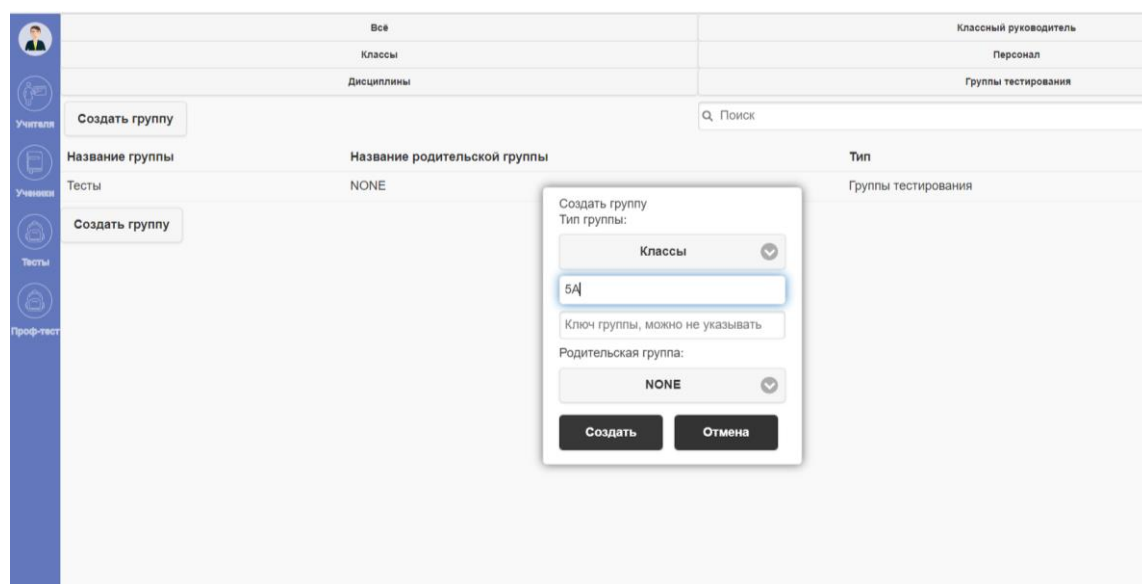 Всё
Классный руководитель
Классы
Персонал
Дисциплины
Группы тестирования
Учителя
Ученики
Тесты
Проф-тест
Создать группу
Поиск
Название группы
Название родительской группы
Тип
Тесты
NONE
Группы тестирования
Создать группу
Создать группу
Тип группы:
Классы
5А
Ключ группы, можно не указывать
Родительская группа:
NONE
Создать
Отмена